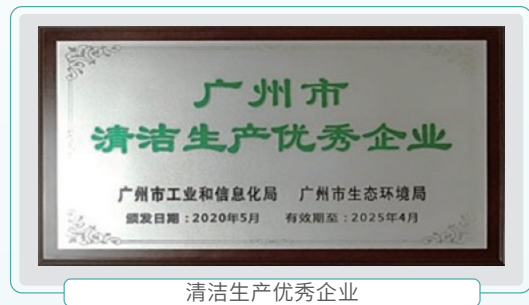 广州市
清洁生产优秀企业
广州市工业和信息化局 广州市生态环境局
颁发日期：2020年5月 有效期至：2025年4月
清洁生产优秀企业